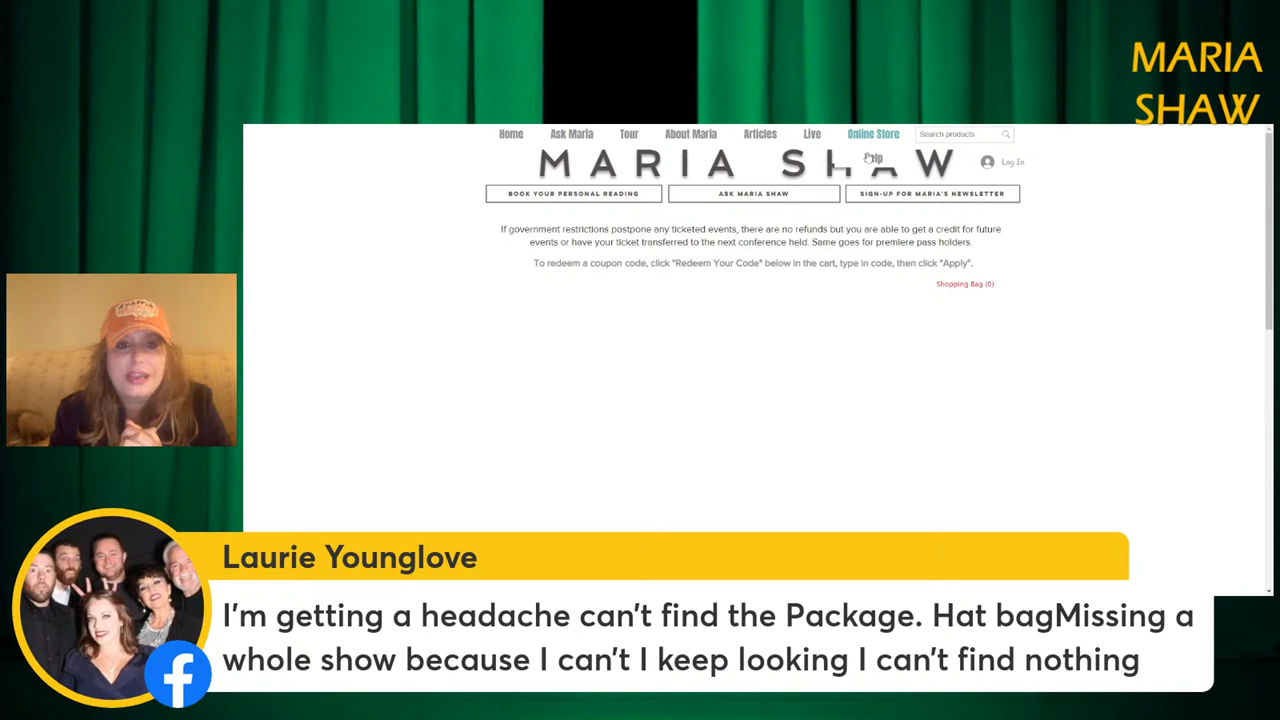 MARIA
SHAW
Home Ask Maria Tour About Maria Articles Live Online Store Search products
MARIA SHAW
Log In
BOOK YOUR PERSONAL READING ASK MARIA SHAW SIGN-UP FOR MARIA'S NEWSLETTER
If government restrictions postpone any ticketed events, there are no refunds but you are able to get a credit for future
events or have your ticket transferred to the next conference held. Same goes for premiere pass holders.
To redeem a coupon code, click "Redeem Your Code" below in the cart, type in code, then click "Apply".
Shopping Bag (0)
Laurie Younglove
I'm getting a headache can't find the Package. Hat bagMissing a
whole show because I can't I keep looking I can't find nothing